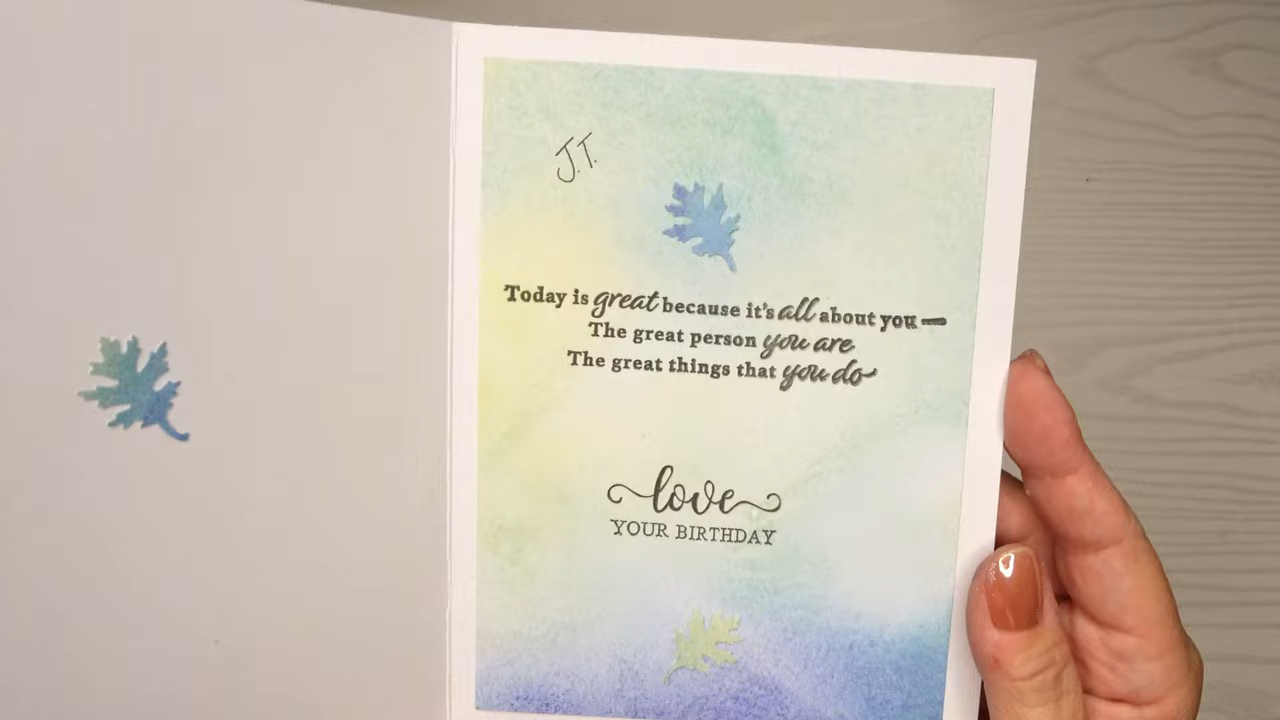 J.T.
Today is great because it's all about you —
The great person you are
The great things that you do
love
YOUR BIRTHDAY